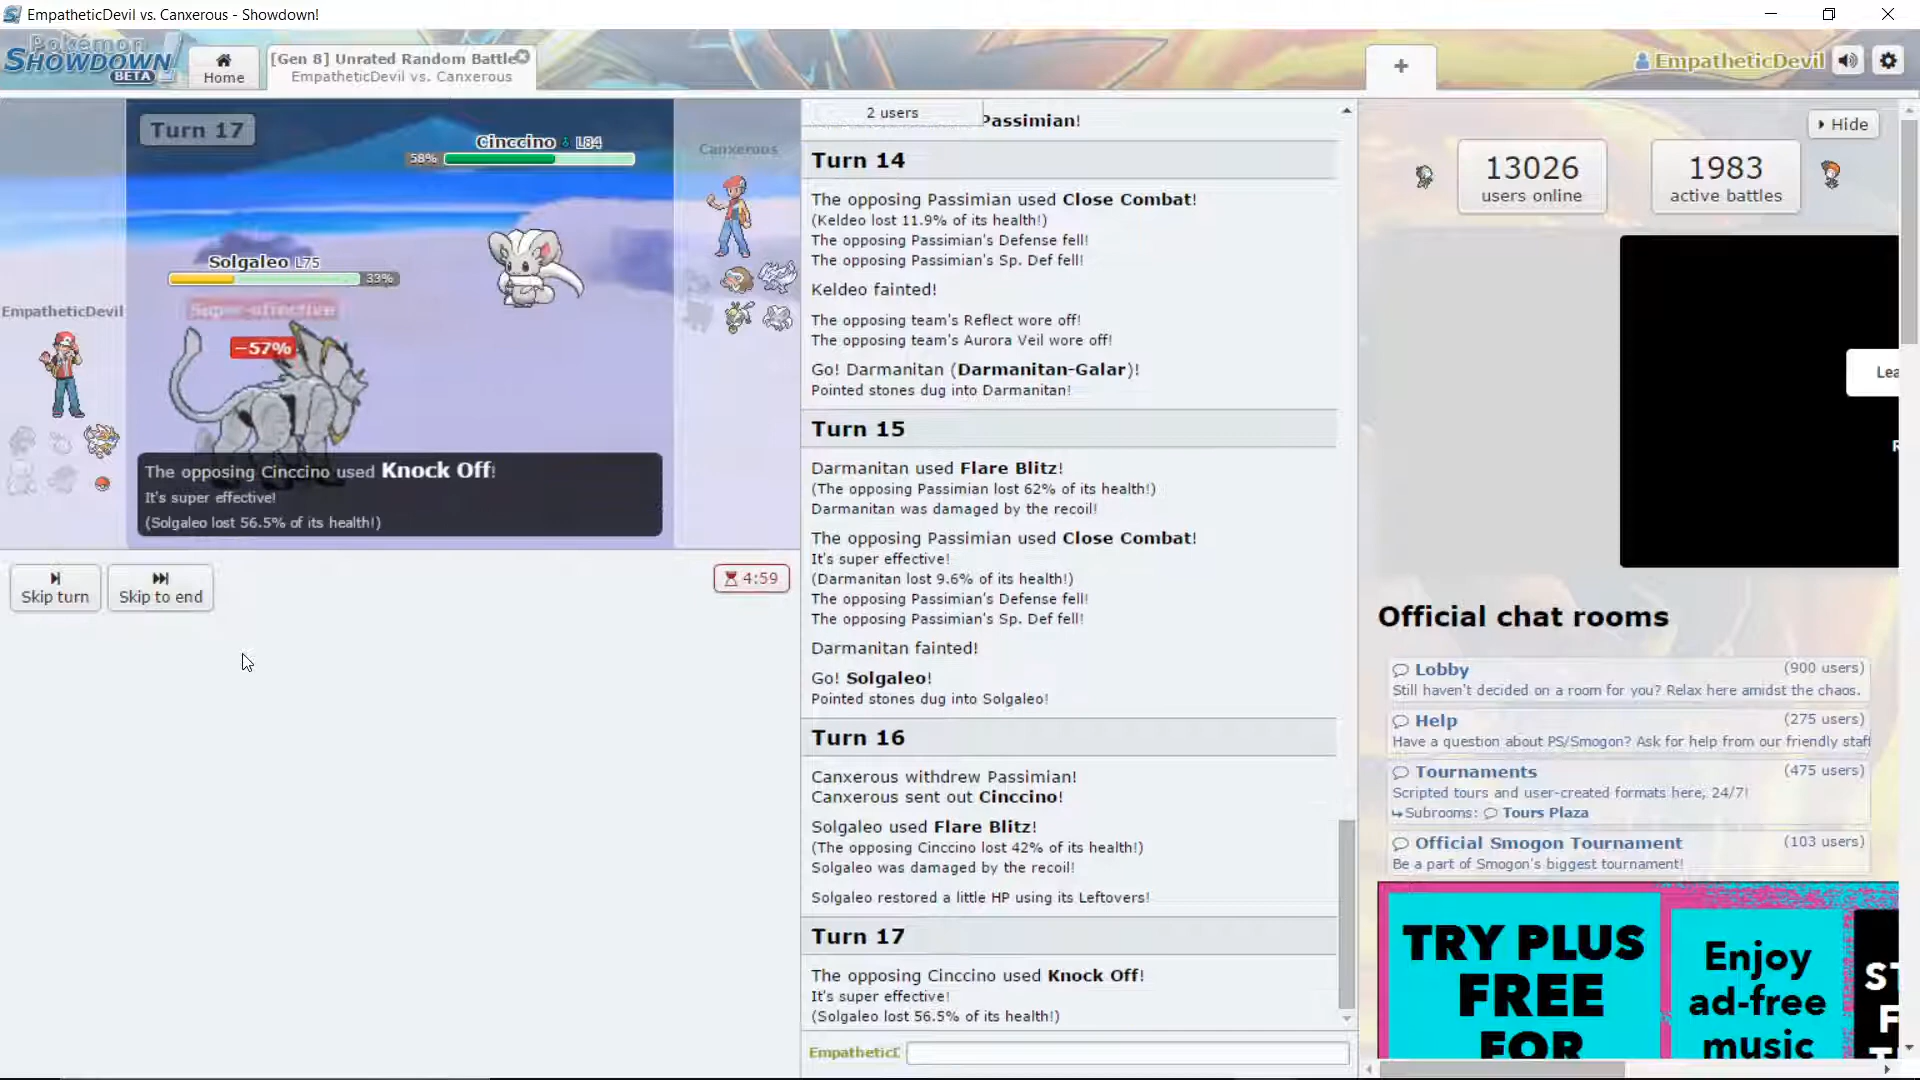 EmpatheticDevil vs. Canxerous - Showdown!
Pokémon
SHOWDOWN!
BETA
Home
[Gen 8] Unrated Random Battle
EmpatheticDevil vs. Canxerous
+
EmpatheticDevil
Turn 17
Cinccino L84
58%
Canxerous
Solgaleo L75
33%
Super-effective
−57%
EmpatheticDevil
The opposing Cinccino used Knock Off!
It's super effective!
(Solgaleo lost 56.5% of its health!)
Skip turn
Skip to end
4:59
2 users
Passimian!
Turn 14
The opposing Passimian used Close Combat!
(Keldeo lost 11.9% of its health!)
The opposing Passimian's Defense fell!
The opposing Passimian's Sp. Def fell!
Keldeo fainted!
The opposing team's Reflect wore off!
The opposing team's Aurora Veil wore off!
Go! Darmanitan (Darmanitan-Galar)!
Pointed stones dug into Darmanitan!
Turn 15
Darmanitan used Flare Blitz!
(The opposing Passimian lost 62% of its health!)
Darmanitan was damaged by the recoil!
The opposing Passimian used Close Combat!
It's super effective!
(Darmanitan lost 9.6% of its health!)
The opposing Passimian's Defense fell!
The opposing Passimian's Sp. Def fell!
Darmanitan fainted!
Go! Solgaleo!
Pointed stones dug into Solgaleo!
Turn 16
Canxerous withdrew Passimian!
Canxerous sent out Cinccino!
Solgaleo used Flare Blitz!
(The opposing Cinccino lost 42% of its health!)
Solgaleo was damaged by the recoil!
Solgaleo restored a little HP using its Leftovers!
Turn 17
The opposing Cinccino used Knock Off!
It's super effective!
(Solgaleo lost 56.5% of its health!)
Hide
13026
users online
1983
active battles
Lea
R
Official chat rooms
Lobby (900 users)
Still haven't decided on a room for you? Relax here amidst the chaos.
Help (275 users)
Have a question about PS/Smogon? Ask for help from our friendly staff
Tournaments (475 users)
Scripted tours and user-created formats here, 24/7!
Subrooms: Tours Plaza
Official Smogon Tournament (103 users)
Be a part of Smogon's biggest tournament!
TRY PLUS
FREE
FOR
Enjoy
ad-free
music